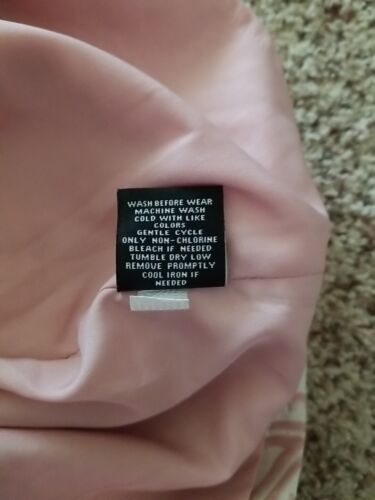 WASH BEFORE WEAR
MACHINE WASH
COLD WITH LIKE
COLORS
GENTLE CYCLE
ONLY NON-CHLORINE
BLEACH IF NEEDED
TUMBLE DRY LOW
REMOVE PROMPTLY
COOL IRON IF
NEEDED